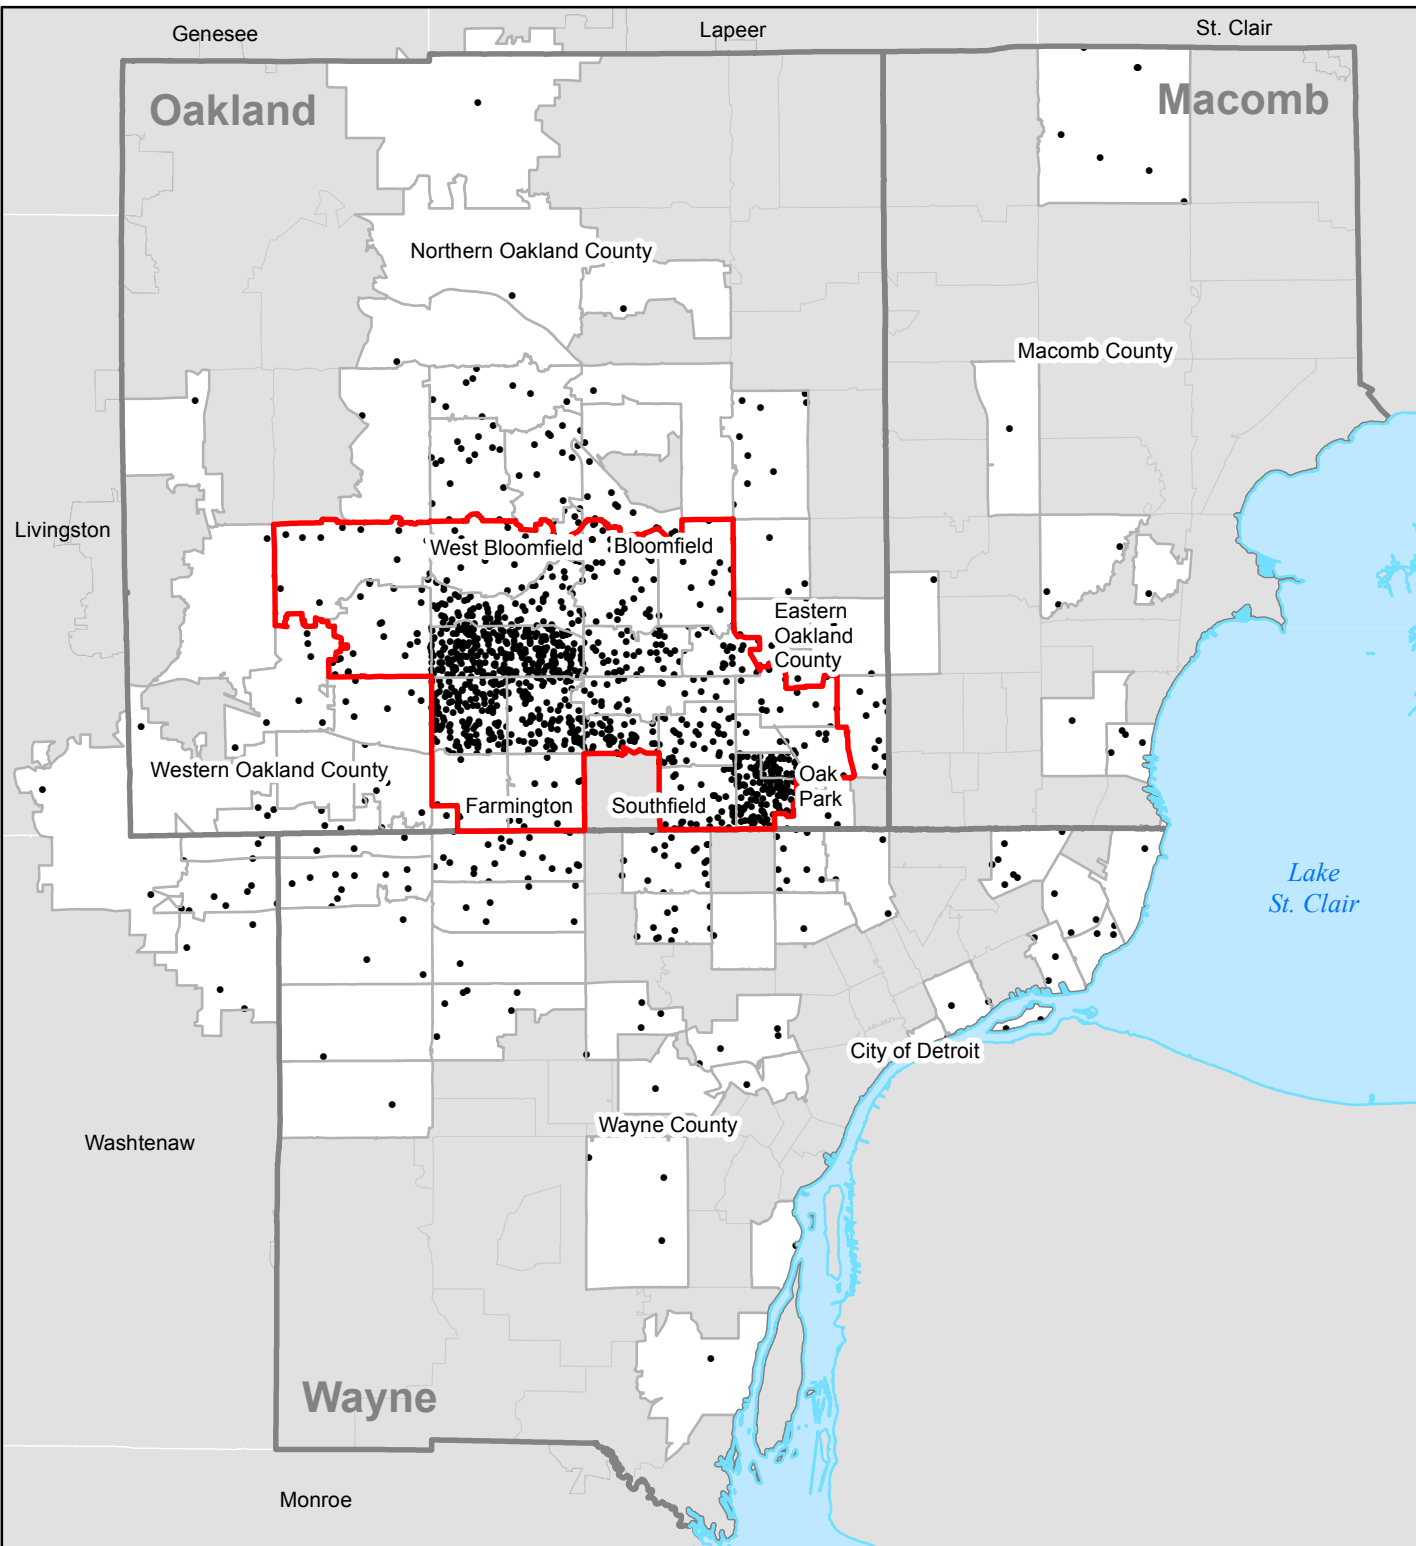 Genesee
Lapeer
St. Clair
Oakland
Macomb
Northern Oakland County
Macomb County
Livingston
West Bloomfield
Bloomfield
Eastern
Oakland
County
Western Oakland County
Oak
Park
Farmington
Southfield
Lake
St. Clair
City of Detroit
Wayne County
Washtenaw
Wayne
Monroe